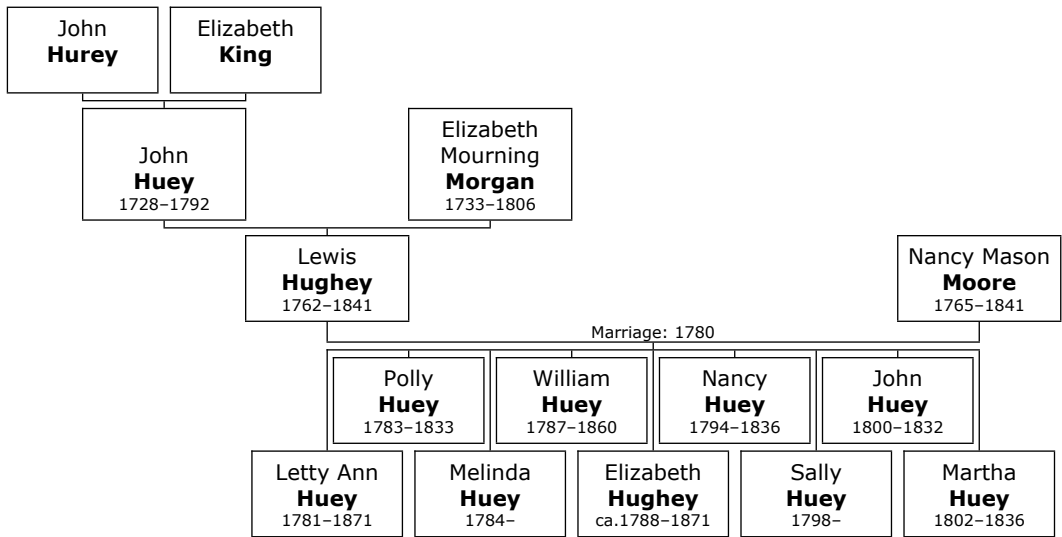 John
Hurey
Elizabeth
King
John
Huey
1728–1792
Elizabeth
Mourning
Morgan
1733–1806
Lewis
Hughey
1762–1841
Nancy Mason
Moore
1765–1841
Marriage: 1780
Polly
Huey
1783–1833
William
Huey
1787–1860
Nancy
Huey
1794–1836
John
Huey
1800–1832
Letty Ann
Huey
1781–1871
Melinda
Huey
1784–
Elizabeth
Hughey
ca.1788–1871
Sally
Huey
1798–
Martha
Huey
1802–1836